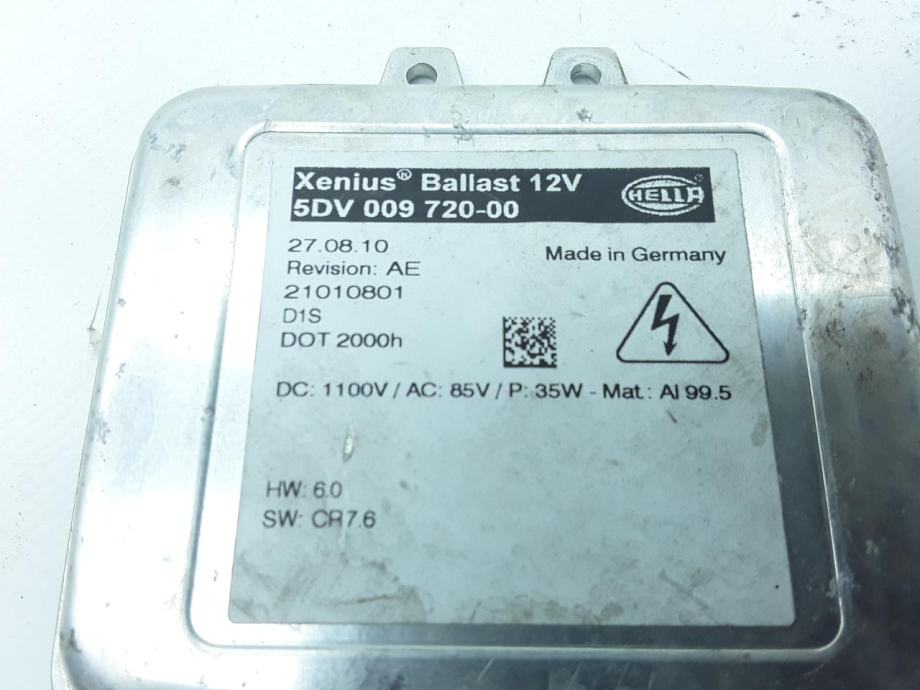 Xenius® Ballast 12V
5DV 009 720-00
HELLA
27.08.10
Made in Germany
Revision: AE
21010801
D1S
DOT 2000h
DC: 1100V / AC: 85V / P: 35W - Mat.: Al 99.5
HW: 6.0
SW: CR7.6